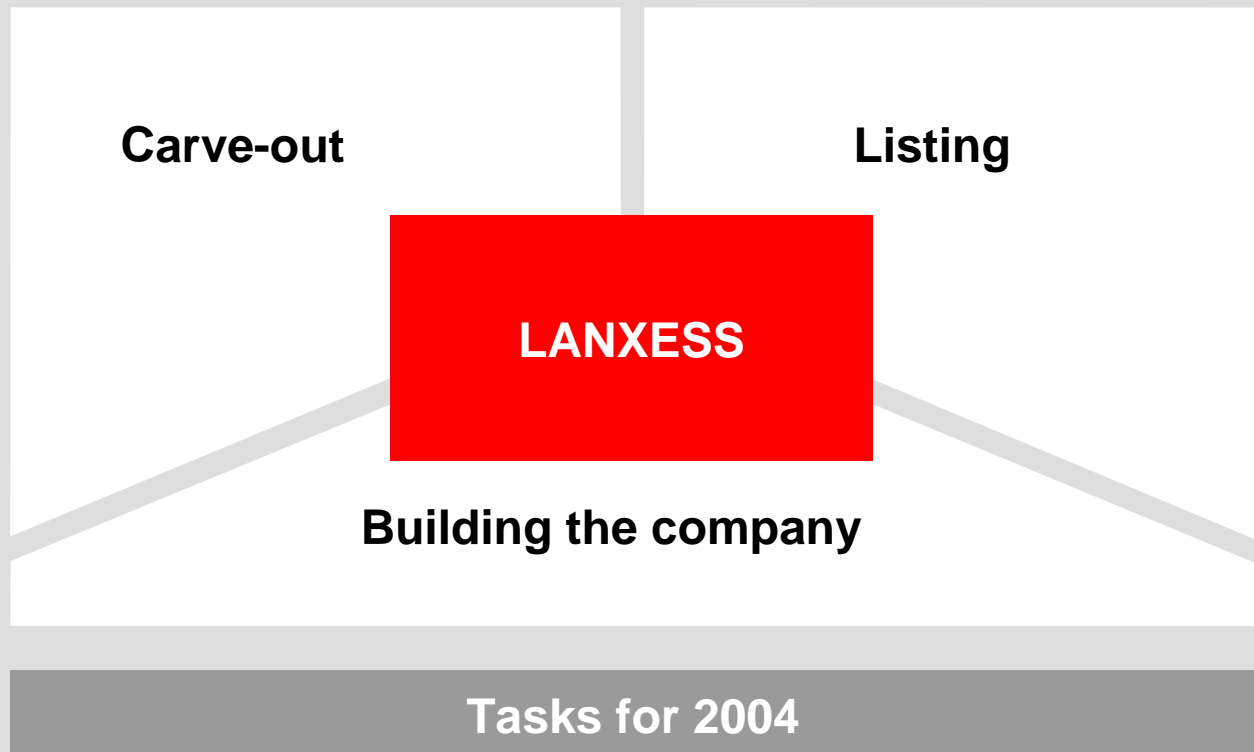 Carve-out
Listing
LANXESS
Building the company
Tasks for 2004